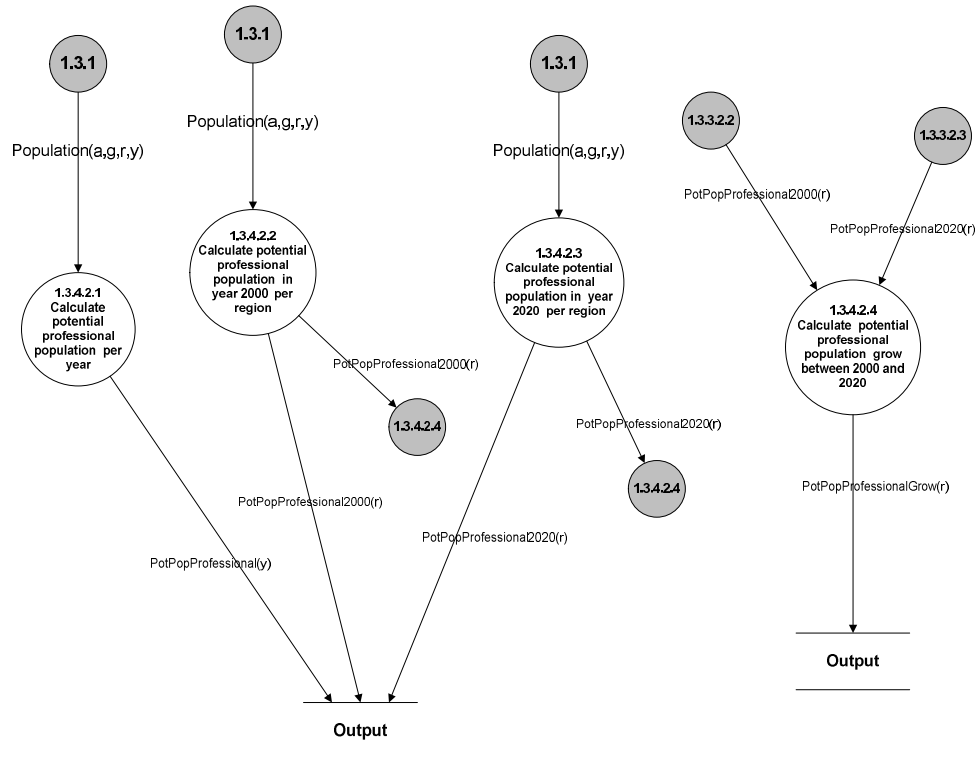 1.3.1
Population(a,g,r,y)
1.3.4.2.1
Calculate
potential
professional
population per
year
PotPopProfessional(y)
1.3.1
Population(a,g,r,y)
1.3.4.2.2
Calculate potential
professional
population in
year 2000 per
region
PotPopProfessional2000(r)
1.3.4.2.4
PotPopProfessional2000(r)
1.3.1
Population(a,g,r,y)
1.3.4.2.3
Calculate potential
professional
population in year
2020 per region
PotPopProfessional2020(r)
1.3.4.2.4
PotPopProfessional2020(r)
Output
1.3.3.2.2
1.3.3.2.3
PotPopProfessional2000(r)
PotPopProfessional2020(r)
1.3.4.2.4
Calculate potential
professional
population grow
between 2000 and
2020
PotPopProfessionalGrow(r)
Output